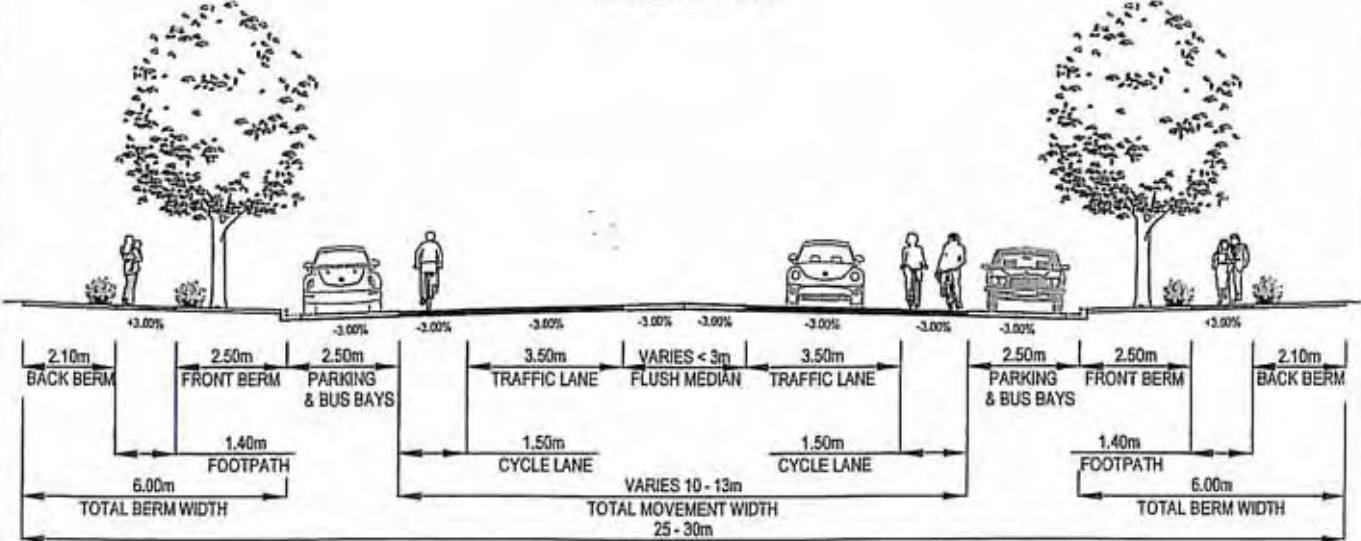 +3.00% -3.00% -3.00% -3.00% -3.00% -3.00% -3.00% -3.00% -3.00% +3.00%
2.10m 2.50m 2.50m 3.50m VARIES < 3m 3.50m 2.50m 2.50m 2.10m
BACK BERM FRONT BERM PARKING TRAFFIC LANE FLUSH MEDIAN TRAFFIC LANE PARKING FRONT BERM BACK BERM
& BUS BAYS & BUS BAYS
1.40m 1.50m 1.50m 1.40m
FOOTPATH CYCLE LANE CYCLE LANE FOOTPATH
6.00m VARIES 10 - 13m 6.00m
TOTAL BERM WIDTH TOTAL MOVEMENT WIDTH TOTAL BERM WIDTH
25 - 30m